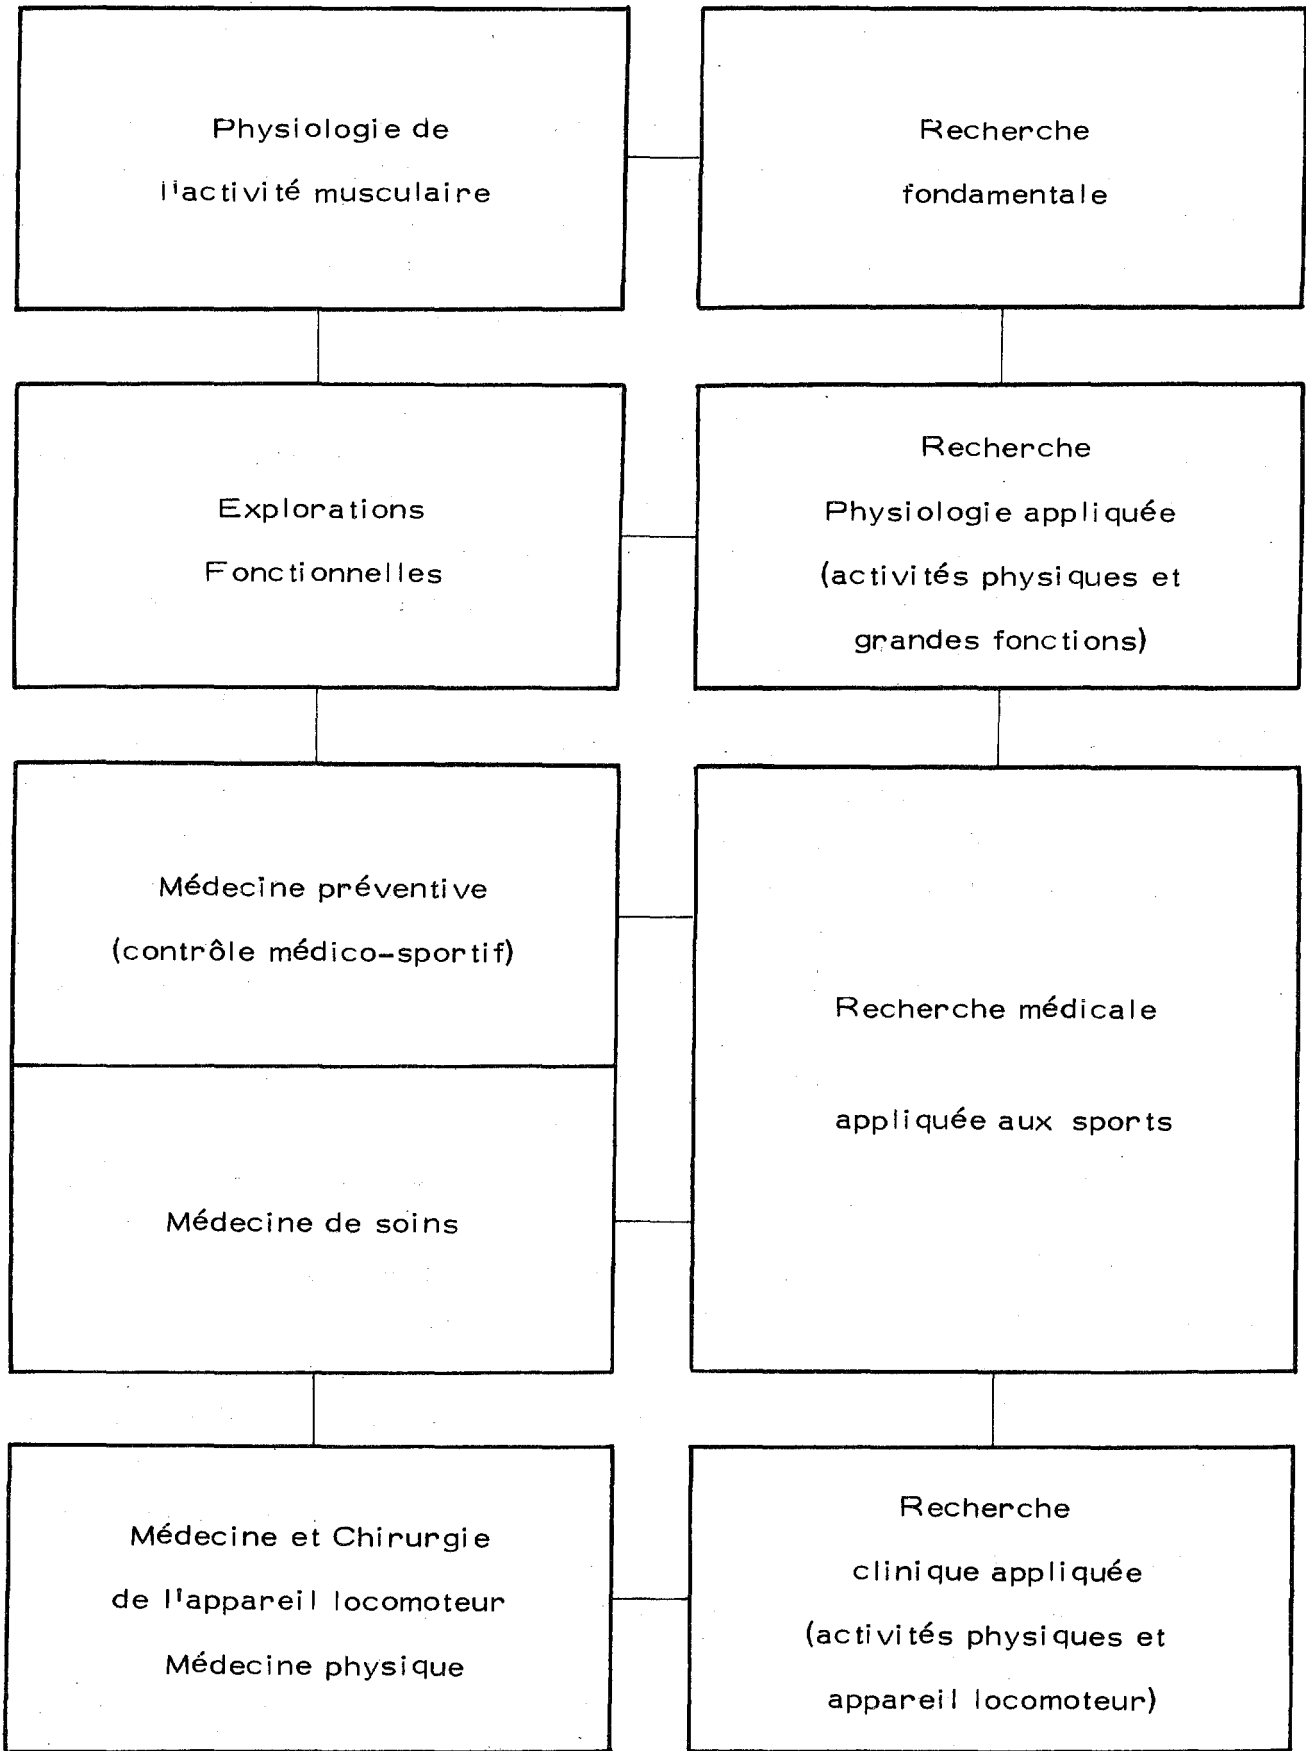 Physiologie de
l'activité musculaire
Recherche
fondamentale
Explorations
Fonctionnelles
Recherche
Physiologie appliquée
(activités physiques et
grandes fonctions)
Médecine préventive
(contrôle médico-sportif)
Médecine de soins
Recherche médicale
appliquée aux sports
Médecine et Chirurgie
de l'appareil locomoteur
Médecine physique
Recherche
clinique appliquée
(activités physiques et
appareil locomoteur)